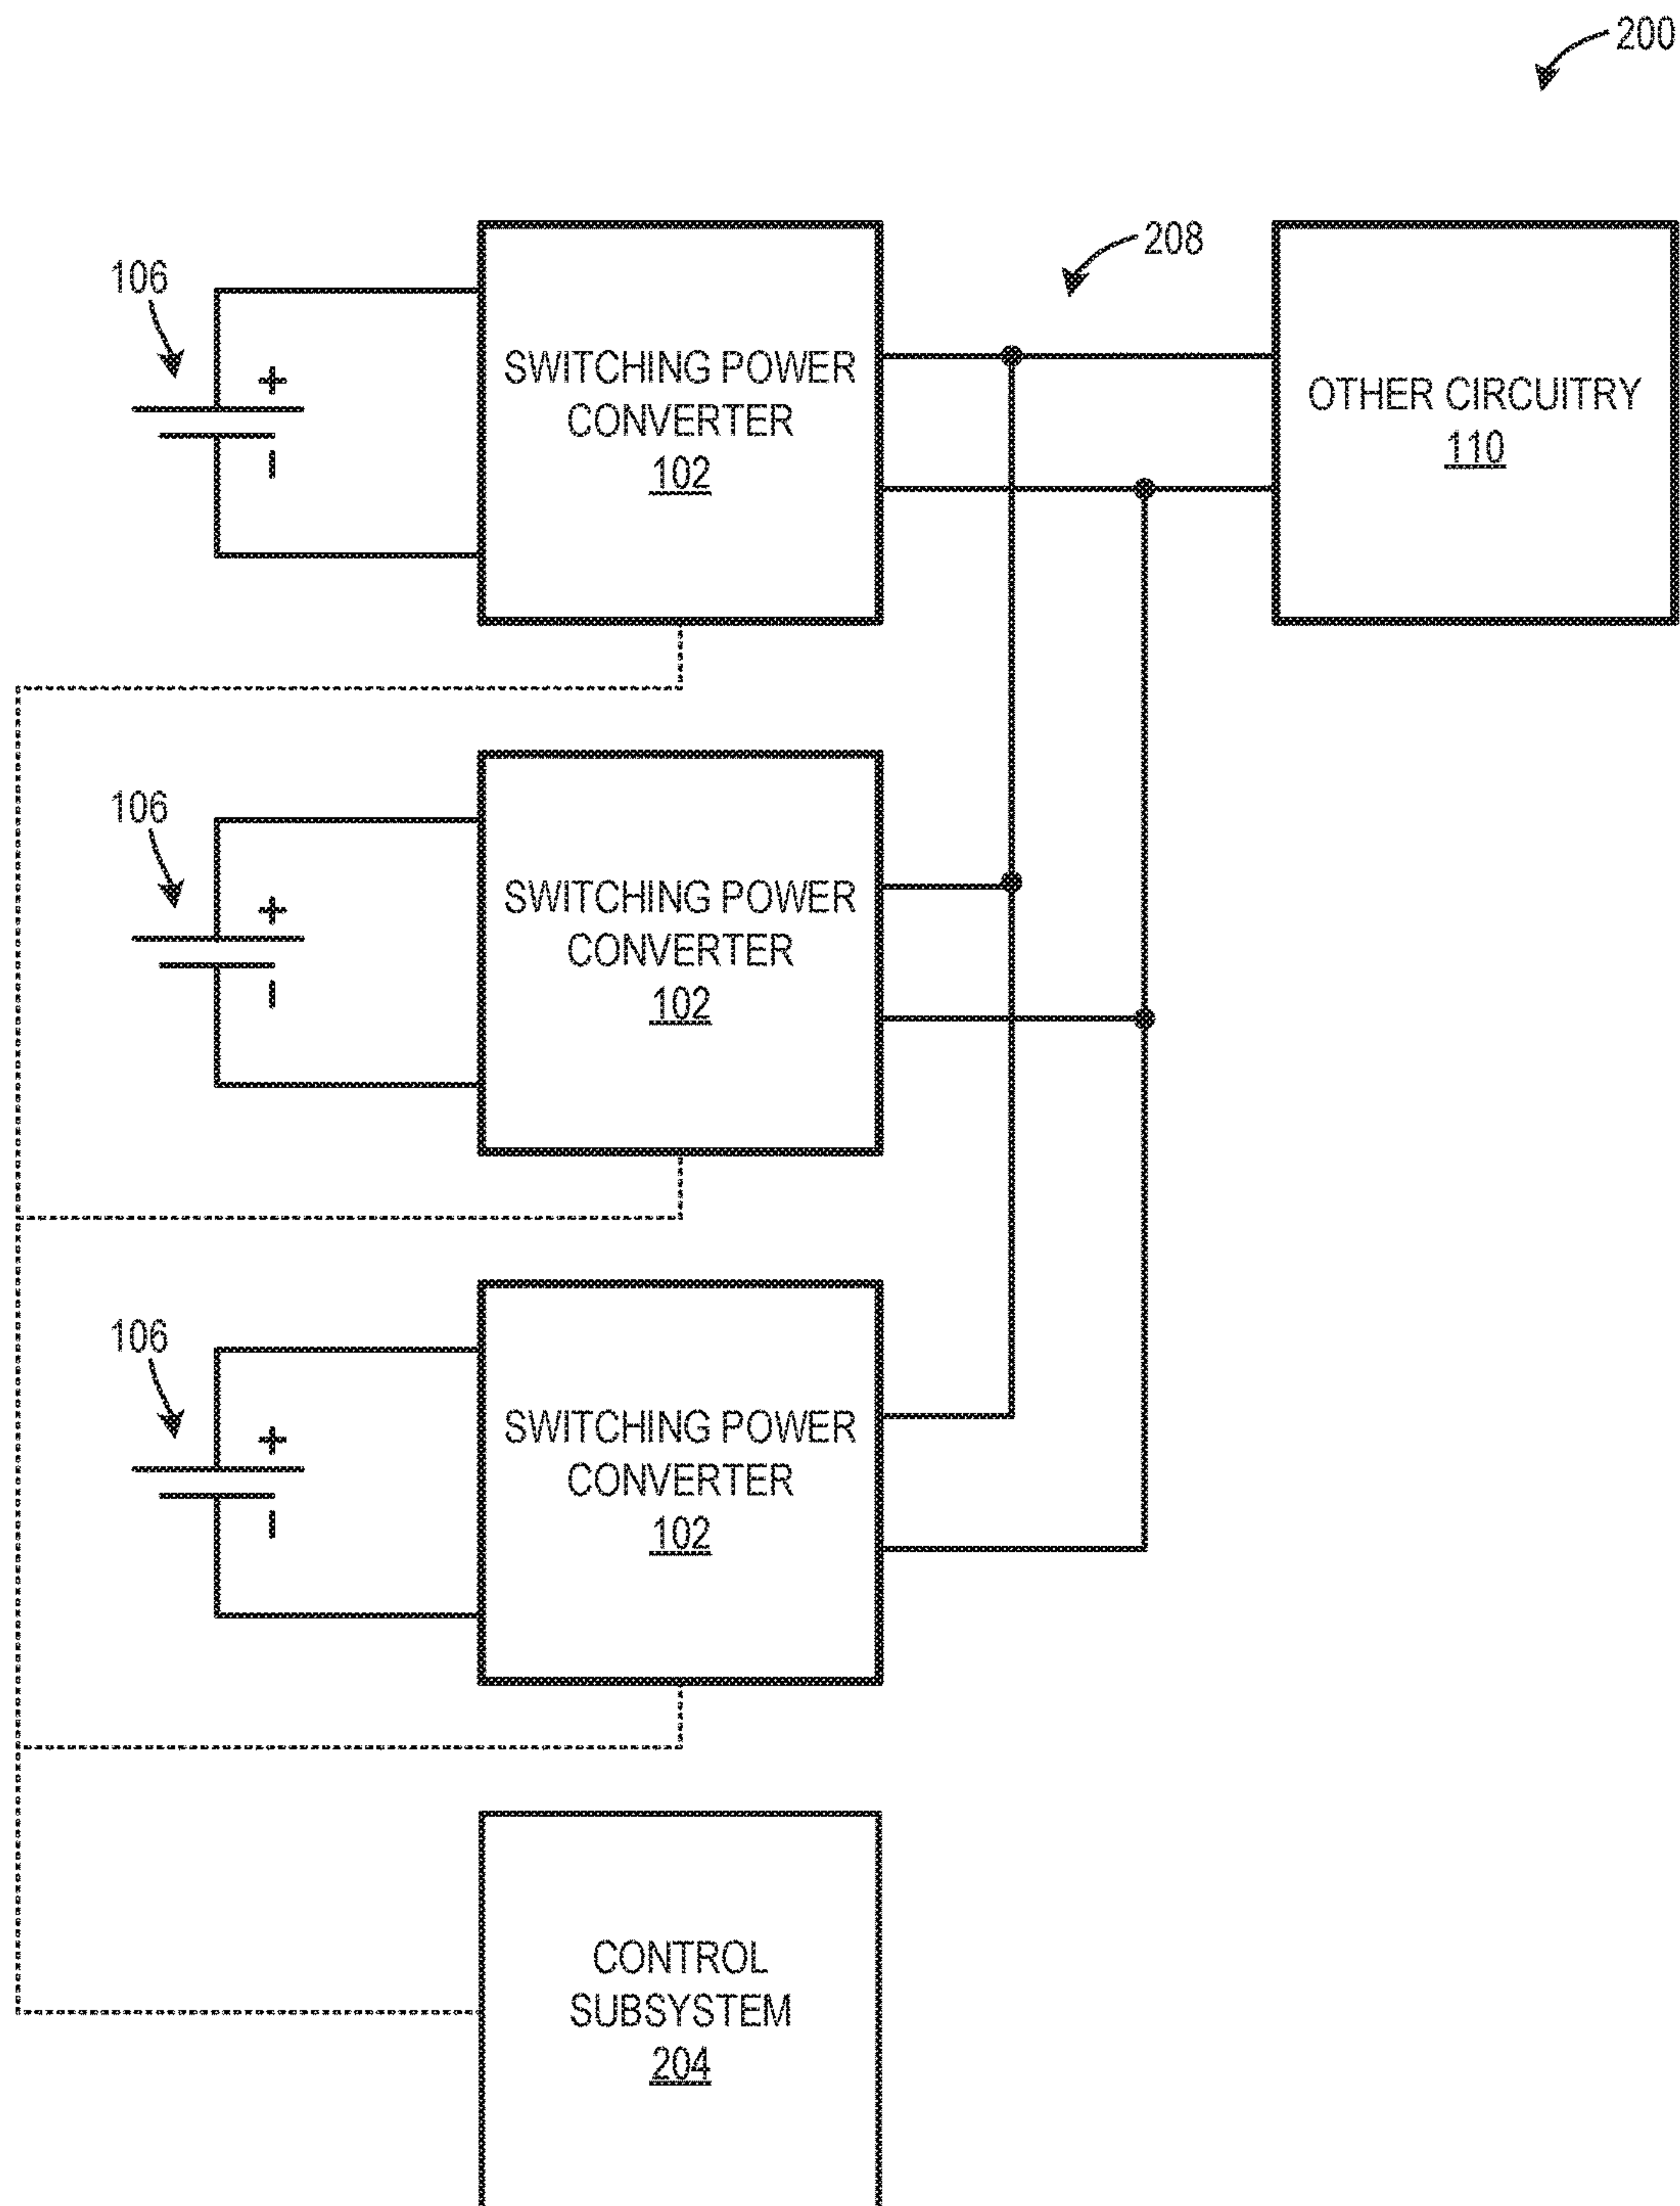 200
208
106
+
−
SWITCHING POWER
CONVERTER
102
OTHER CIRCUITRY
110
106
+
−
SWITCHING POWER
CONVERTER
102
106
+
−
SWITCHING POWER
CONVERTER
102
CONTROL
SUBSYSTEM
204